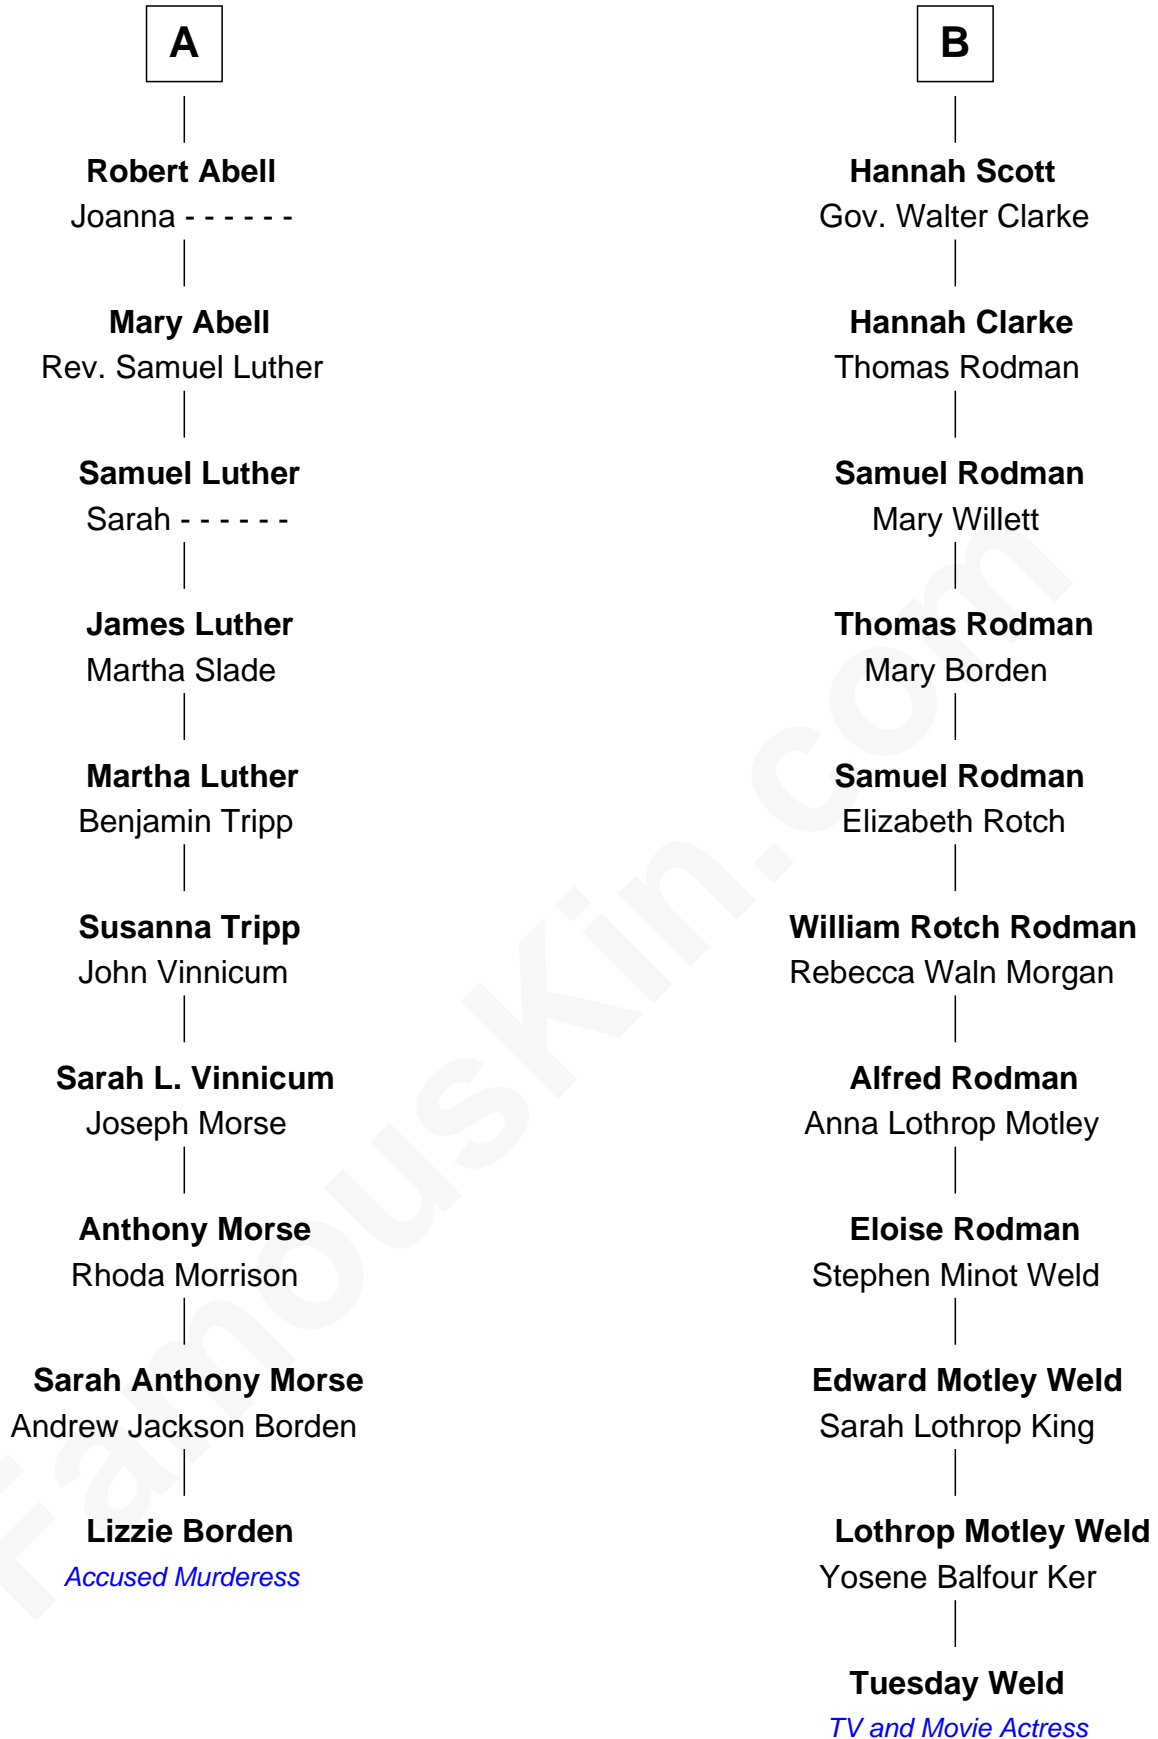 A
Robert Abell
Joanna - - - - - -
Mary Abell
Rev. Samuel Luther
Samuel Luther
Sarah - - - - - -
James Luther
Martha Slade
Martha Luther
Benjamin Tripp
Susanna Tripp
John Vinnicum
Sarah L. Vinnicum
Joseph Morse
Anthony Morse
Rhoda Morrison
Sarah Anthony Morse
Andrew Jackson Borden
Lizzie Borden
Accused Murderess
B
Hannah Scott
Gov. Walter Clarke
Hannah Clarke
Thomas Rodman
Samuel Rodman
Mary Willett
Thomas Rodman
Mary Borden
Samuel Rodman
Elizabeth Rotch
William Rotch Rodman
Rebecca Waln Morgan
Alfred Rodman
Anna Lothrop Motley
Eloise Rodman
Stephen Minot Weld
Edward Motley Weld
Sarah Lothrop King
Lothrop Motley Weld
Yosene Balfour Ker
Tuesday Weld
TV and Movie Actress
FamousKin.com